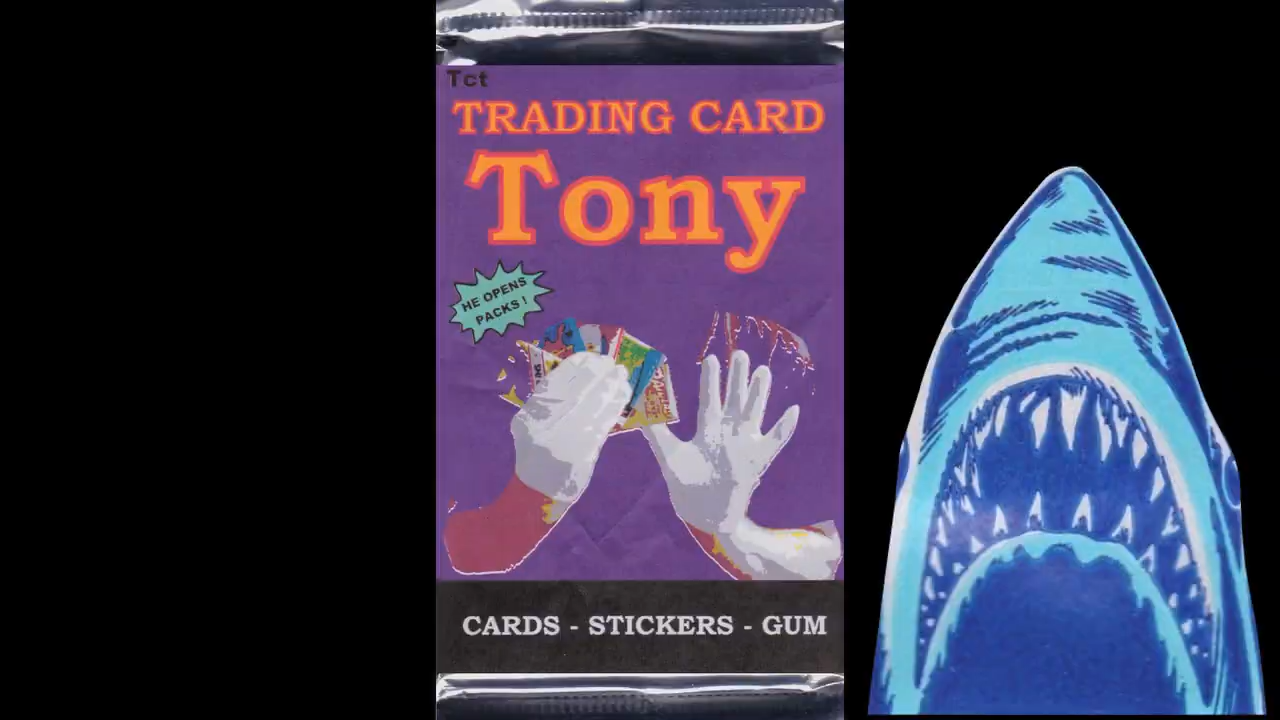 Tct
TRADING CARD
Tony
HE OPENS
PACKS!
CARDS - STICKERS - GUM